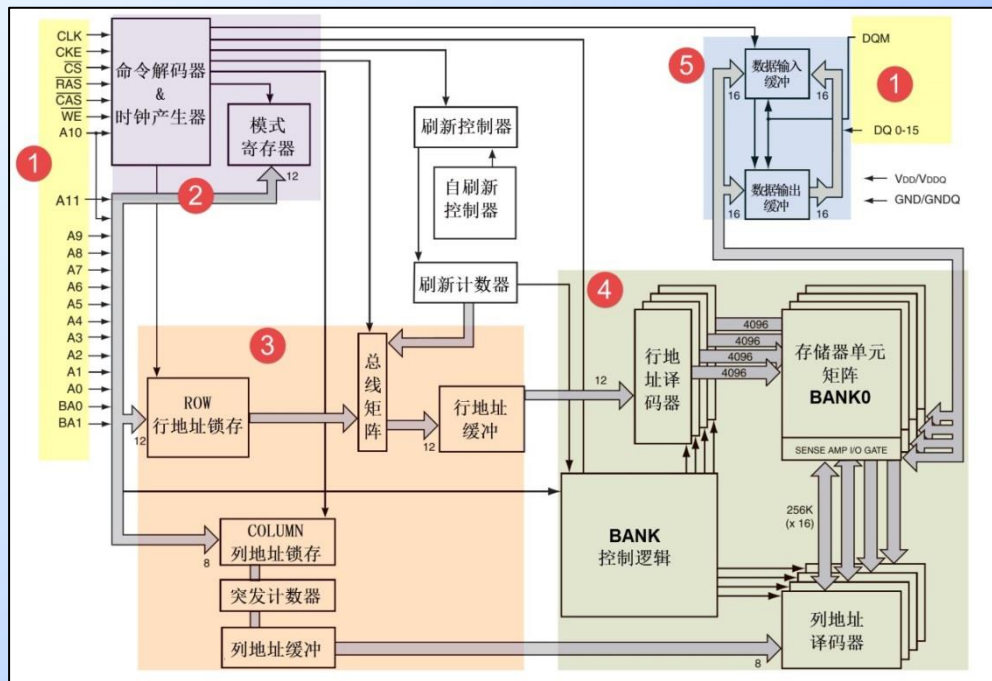 CLK
CKE
CS
RAS
CAS
WE
A10
A11
A9
A8
A7
A6
A5
A4
A3
A2
A1
A0
BA0
BA1
1
命令解码器
&
时钟产生器
模式
寄存器
12
2
刷新控制器
自刷新
控制器
刷新计数器
3
ROW
行地址锁存
12
总
线
矩
阵
12
行地址
缓冲
COLUMN
列地址锁存
8
突发计数器
列地址缓冲
4
12
行地
址译
码器
4096
4096
4096
4096
存储器单元
矩阵
BANK0
SENSE AMP I/O GATE
256K
(x 16)
BANK
控制逻辑
列地址
译码器
8
5
数据输入
缓冲
16
16
数据输出
缓冲
16
16
DQM
1
DQ 0-15
VDD/VDDQ
GND/GNDQ